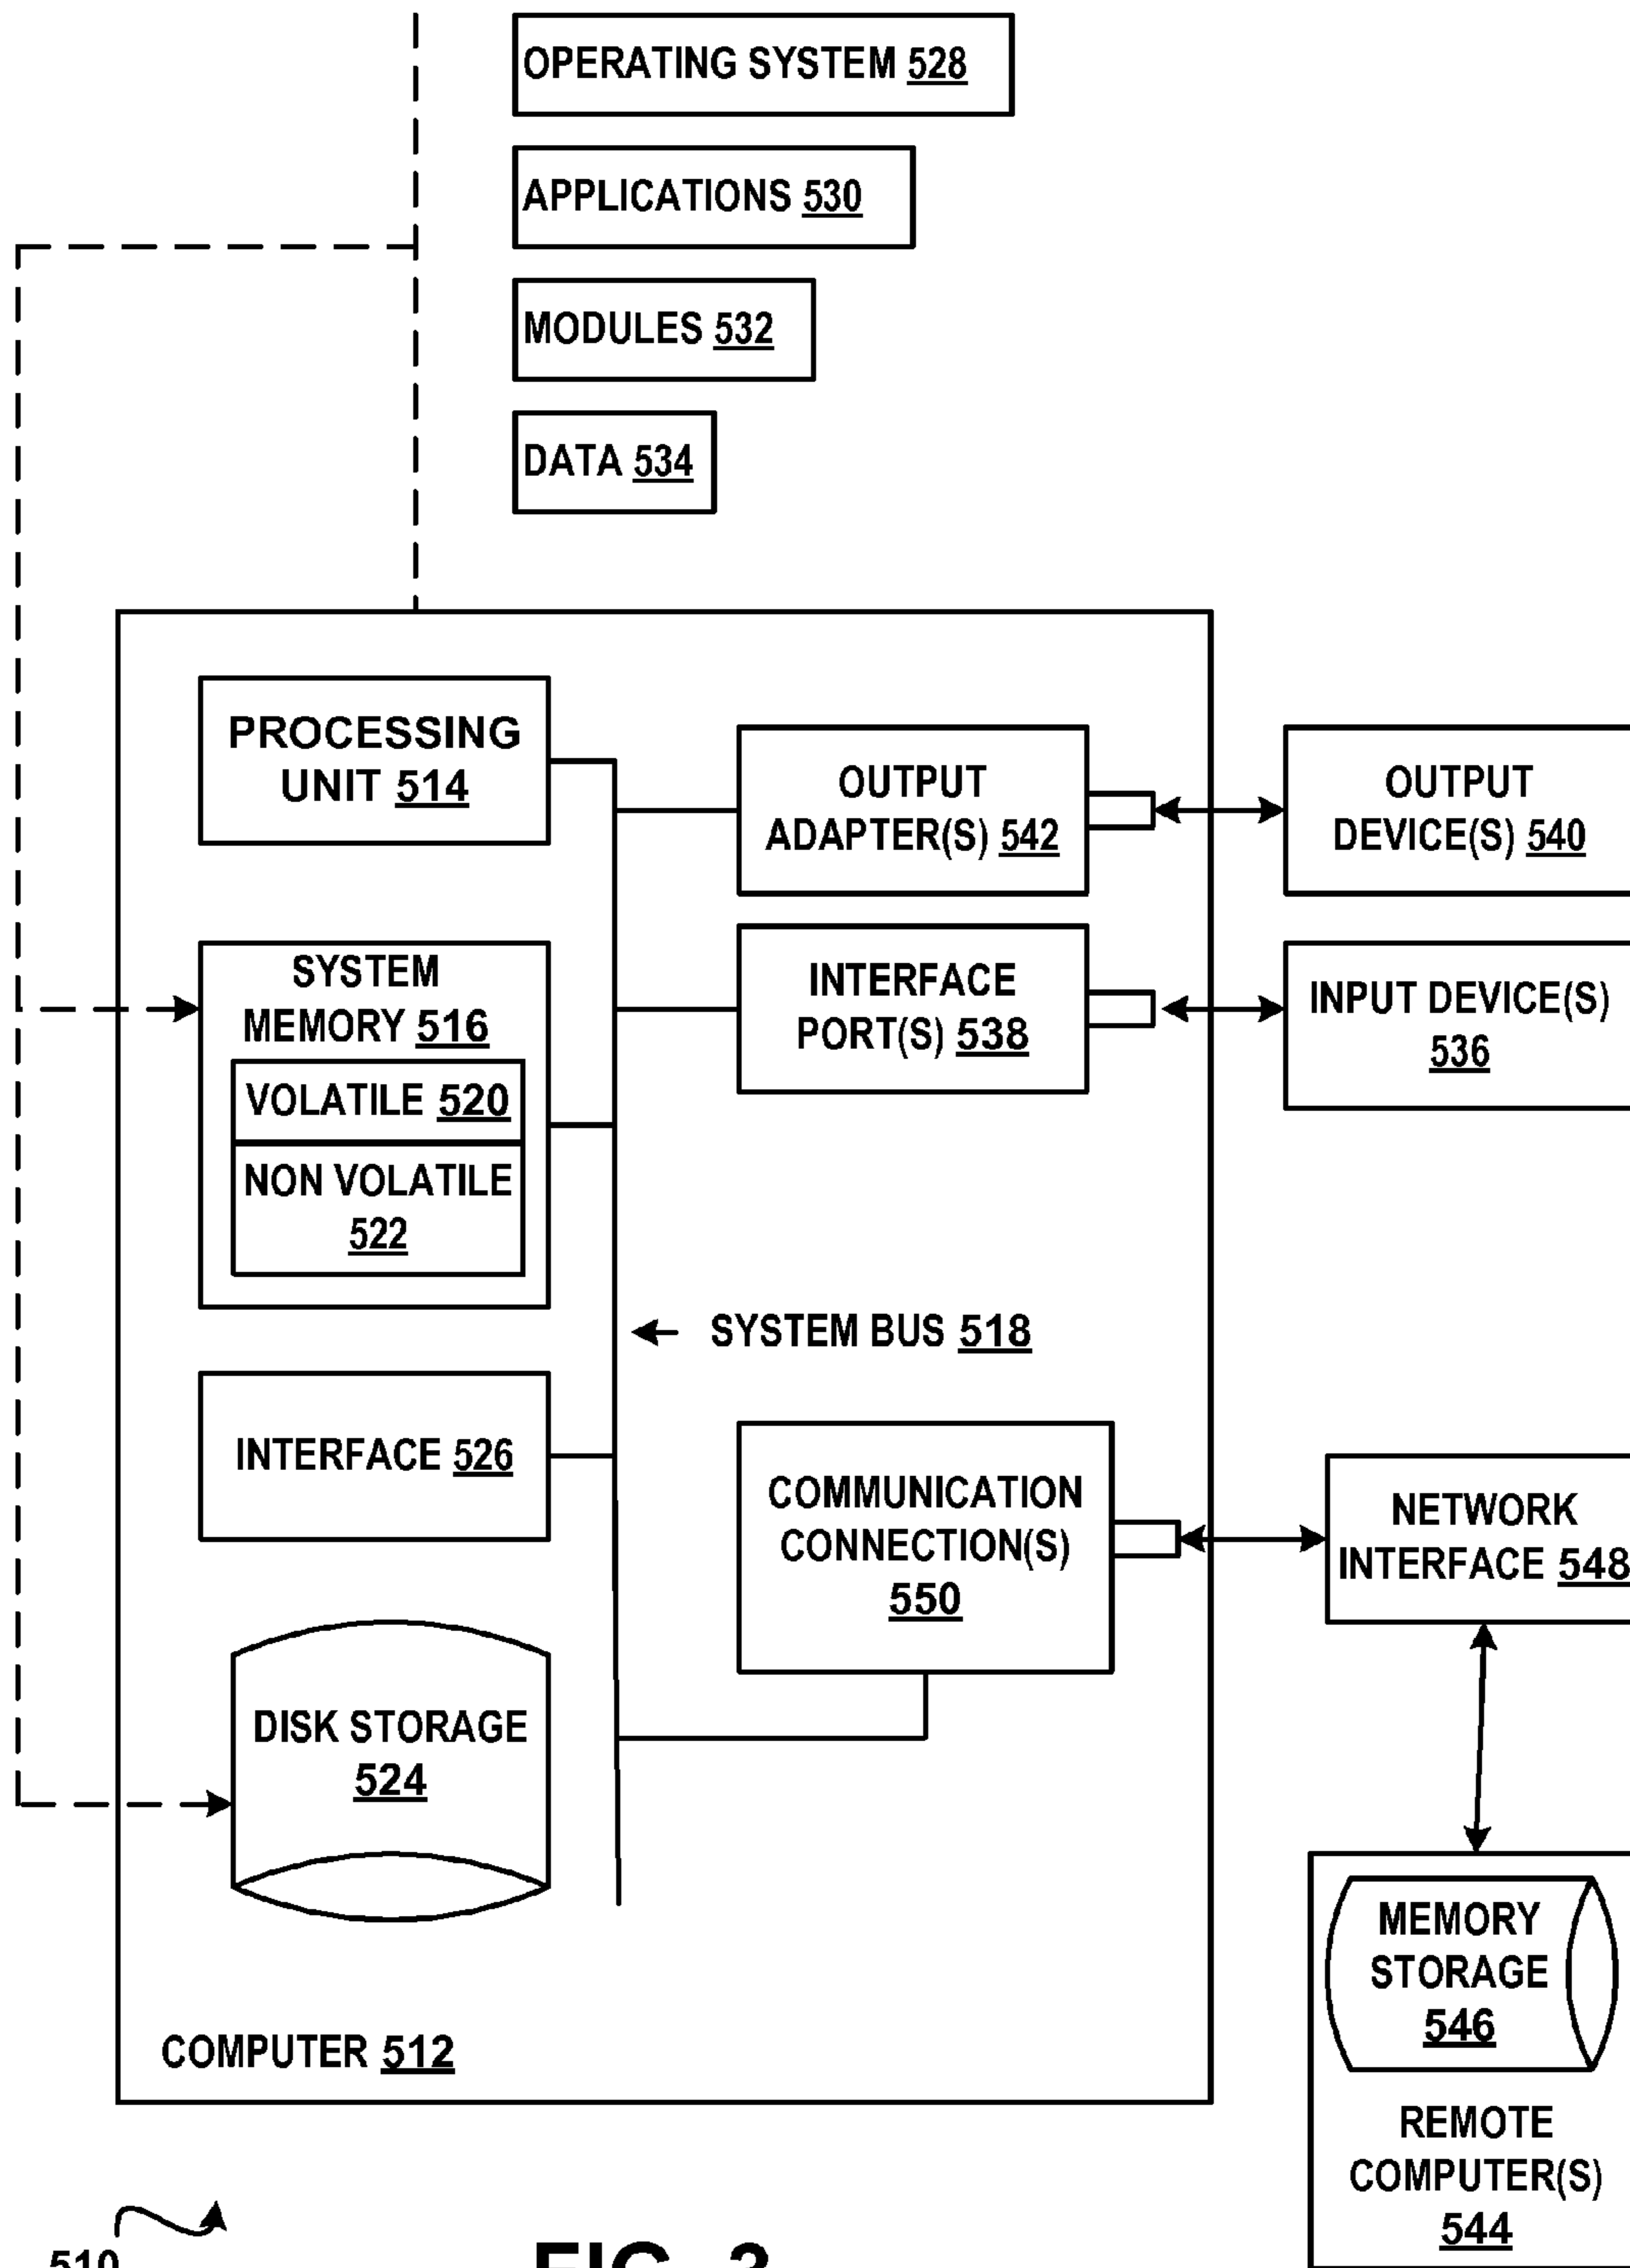 OPERATING SYSTEM 528
APPLICATIONS 530
MODULES 532
DATA 534
PROCESSING
UNIT 514
OUTPUT
ADAPTER(S) 542
OUTPUT
DEVICE(S) 540
SYSTEM
MEMORY 516
VOLATILE 520
NON VOLATILE
522
INTERFACE
PORT(S) 538
INPUT DEVICE(S)
536
SYSTEM BUS 518
INTERFACE 526
COMMUNICATION
CONNECTION(S)
550
NETWORK
INTERFACE 548
DISK STORAGE
524
MEMORY
STORAGE
546
REMOTE
COMPUTER(S)
544
COMPUTER 512
510
FIG.